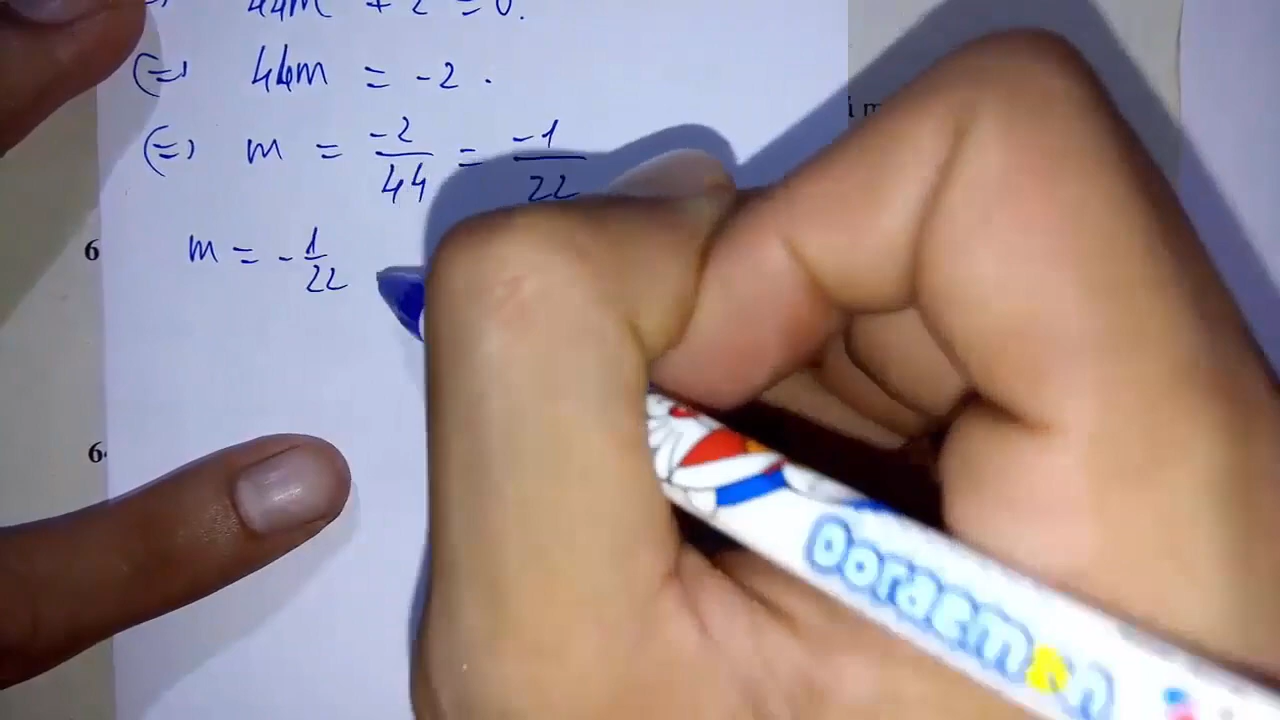 44m + 2 = 0.
(=) 44m = -2.
(=) m = -2/44 = -1/22
m = -1/22
6
6
Doraemon